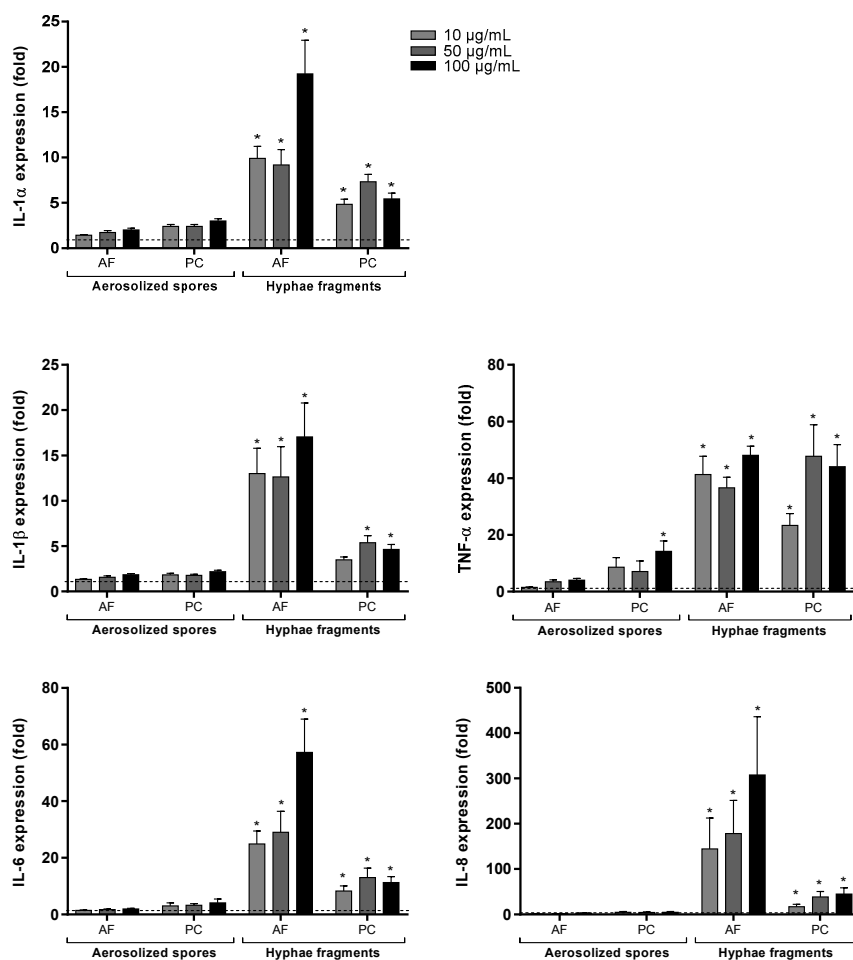 IL-1α expression (fold)
25
20
15
10
5
0
10 µg/mL
50 µg/mL
100 µg/mL
*
*
*
*
*
*
AF
PC
AF
PC
Aerosolized spores
Hyphae fragments
IL-1β expression (fold)
25
20
15
10
5
0
*
*
*
*
*
AF
PC
AF
PC
Aerosolized spores
Hyphae fragments
TNF-α expression (fold)
80
60
40
20
0
*
*
*
*
*
*
*
AF
PC
AF
PC
Aerosolized spores
Hyphae fragments
IL-6 expression (fold)
80
60
40
20
0
*
*
*
*
*
*
AF
PC
AF
PC
Aerosolized spores
Hyphae fragments
IL-8 expression (fold)
500
400
300
200
100
0
*
*
*
*
*
*
AF
PC
AF
PC
Aerosolized spores
Hyphae fragments